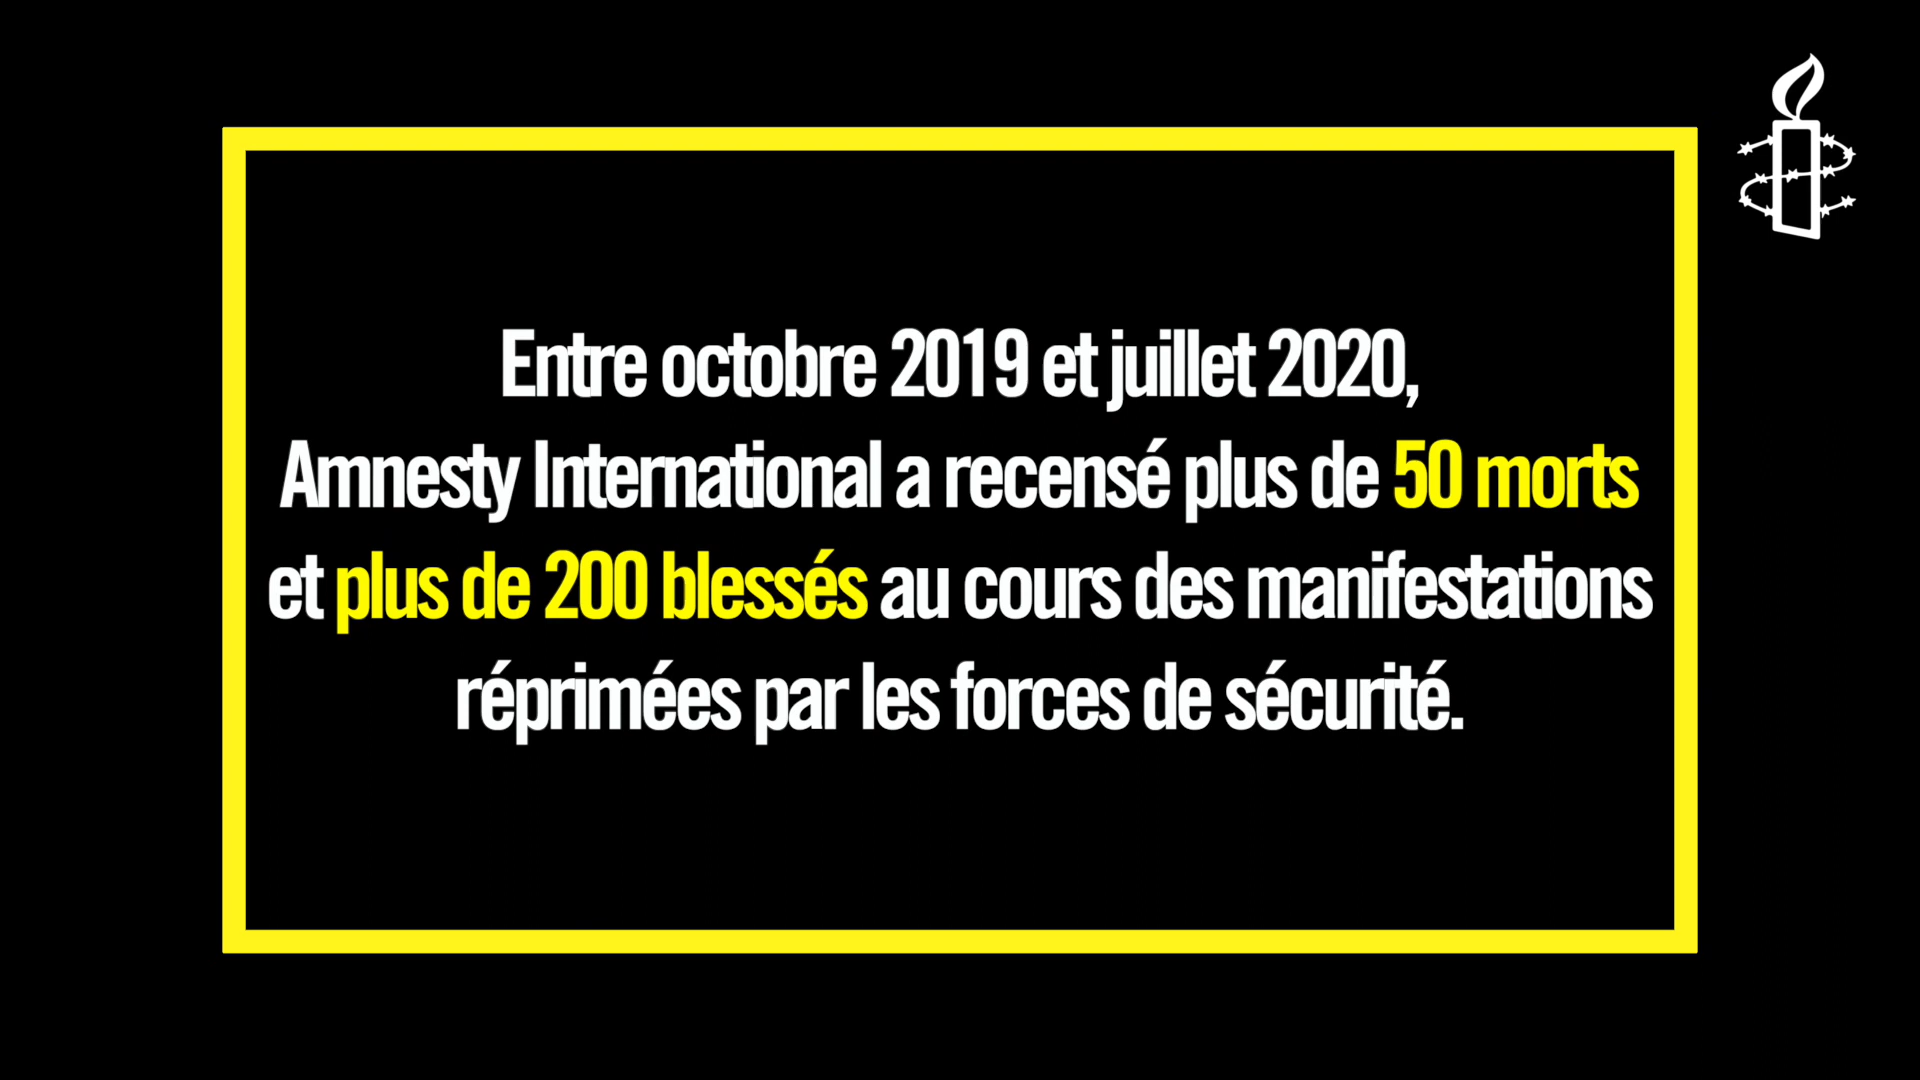 Entre octobre 2019 et juillet 2020,
Amnesty International a recensé plus de 50 morts
et plus de 200 blessés au cours des manifestations
réprimées par les forces de sécurité.